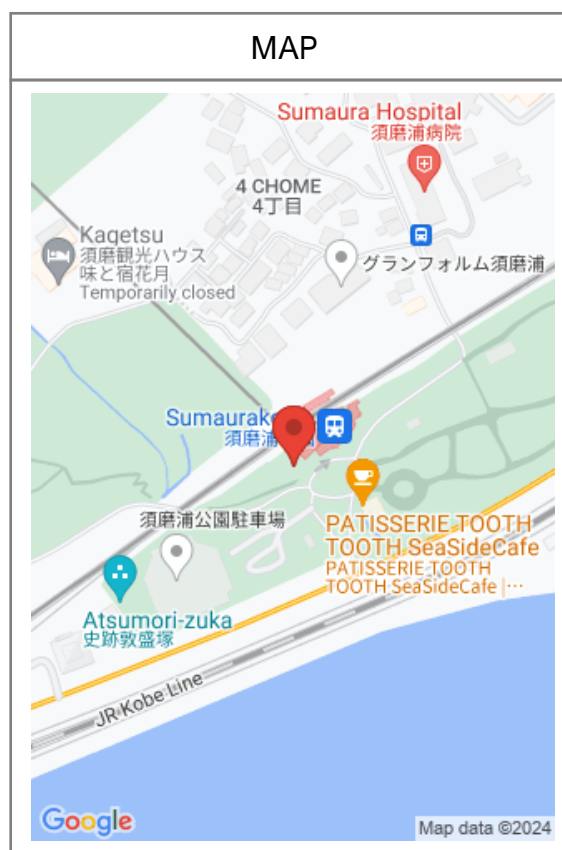 MAP
Sumaura Hospital
須磨浦病院
4 CHOME
4丁目
Kagetsu
須磨観光ハウス
味と宿花月
Temporarily closed
グランフォルム須磨浦
Sumaurak
須磨浦
須磨浦公園駐車場
PATISSERIE TOOTH
TOOTH SeaSideCafe
PATISSERIE TOOTH
TOOTH SeaSideCafe |…
Atsumori-zuka
史跡敦盛塚
JR Kobe Line
Google
Map data ©2024